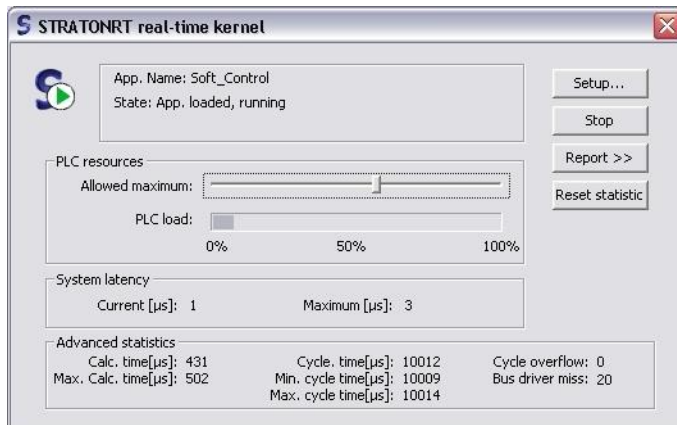 STRATONRT real-time kernel
App. Name: Soft_Control
State: App. loaded, running
Setup...
Stop
Report >>
Reset statistic
PLC resources
Allowed maximum:
PLC load:
0% 50% 100%
System latency
Current [µs]: 1 Maximum [µs]: 3
Advanced statistics
Calc. time[µs]: 431 Cycle. time[µs]: 10012 Cycle overflow: 0
Max. Calc. time[µs]: 502 Min. cycle time[µs]: 10009 Bus driver miss: 20
Max. cycle time[µs]: 10014